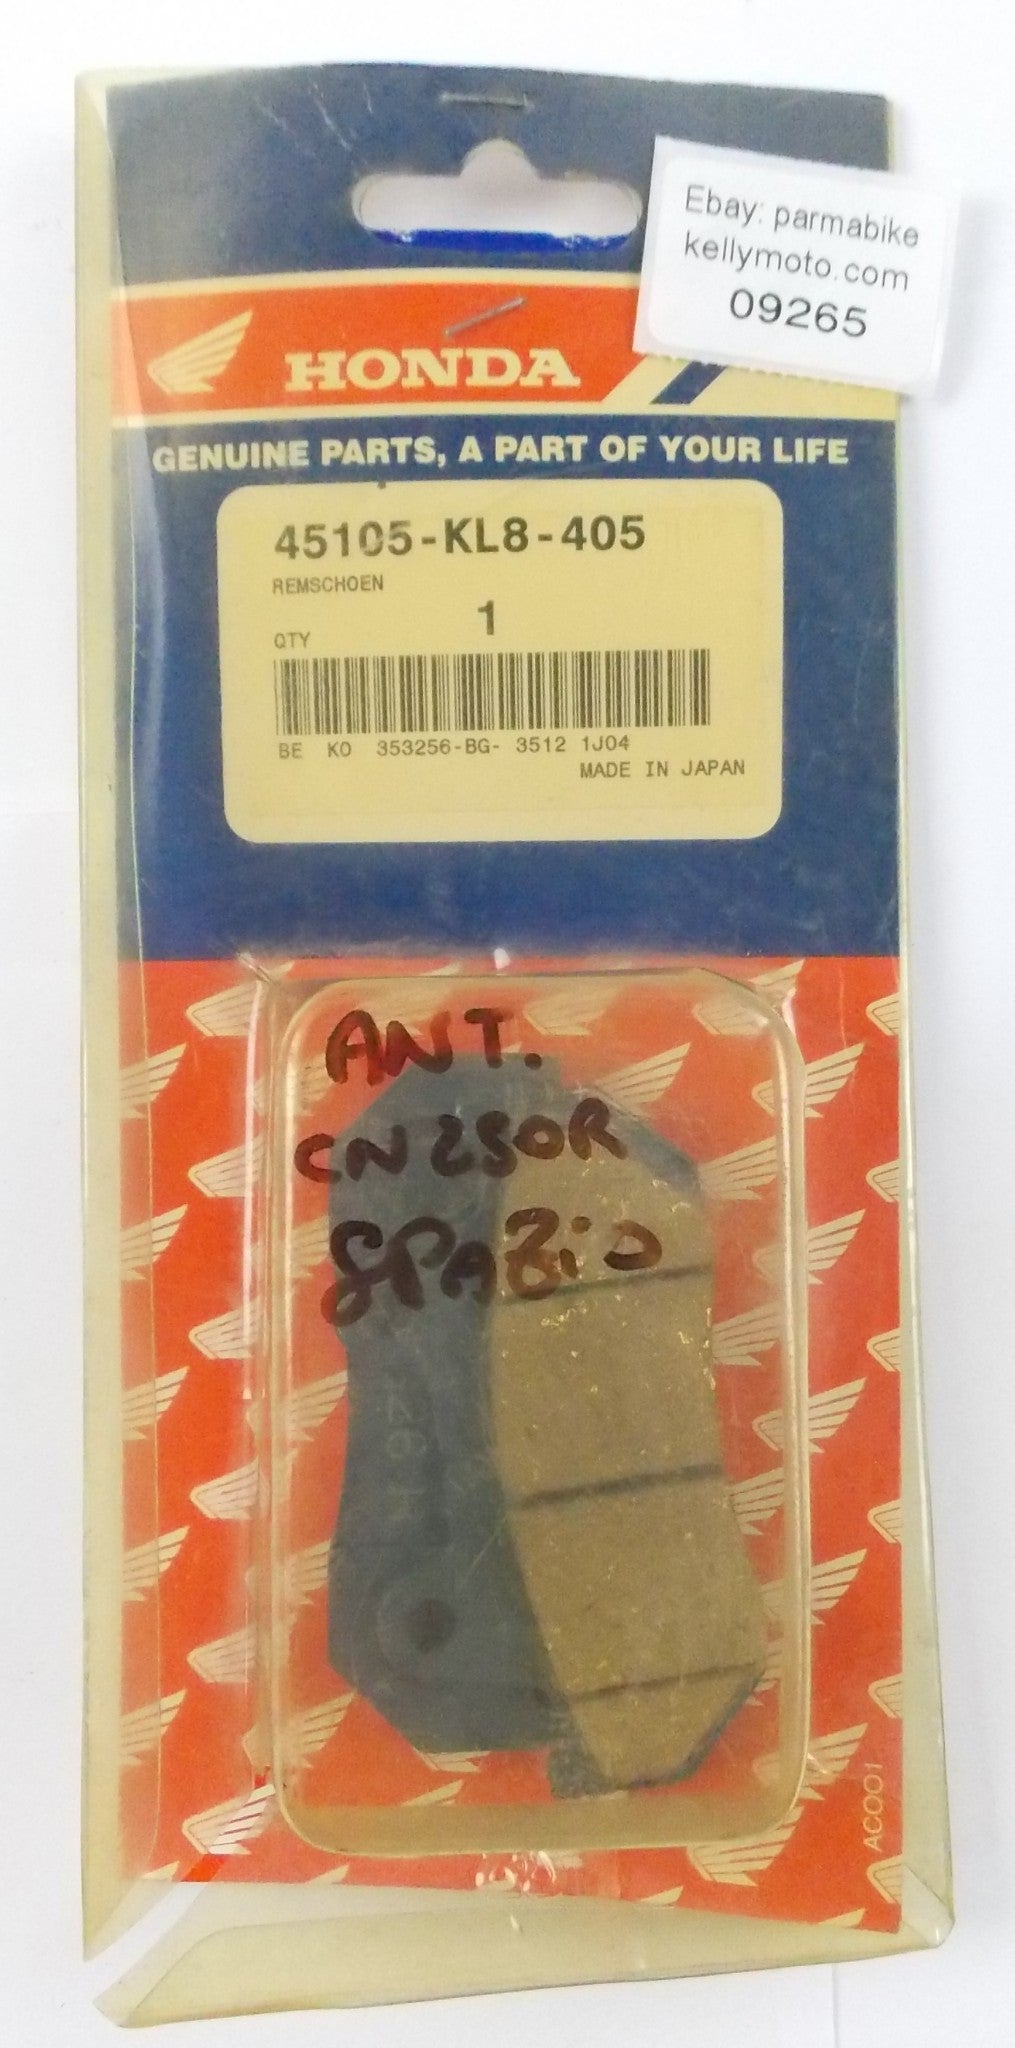 Ebay: parmabike
kellymoto.com
09265
HONDA
GENUINE PARTS, A PART OF YOUR LIFE
45105-KL8-405
REMSCHOEN
QTY 1
BE KO 353256-BG- 3512 1J04
MADE IN JAPAN
ANT.
CN250R
SPAZiO
AC001